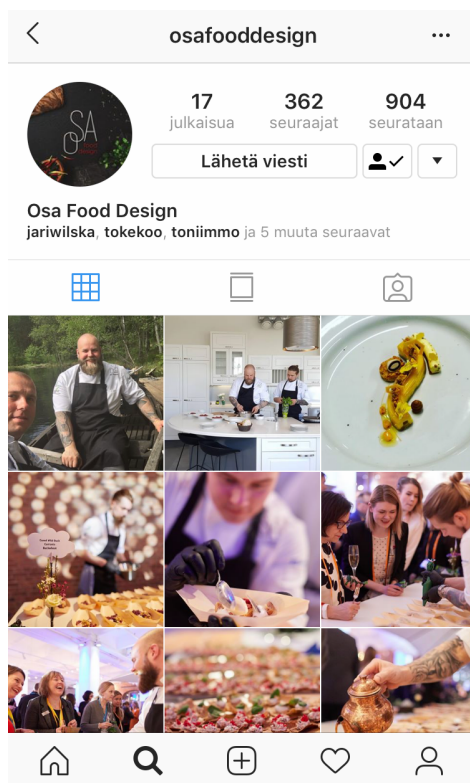 osafooddesign
OSA
17 362 904
julkaisua seuraajat seurataan
Lähetä viesti
Osa Food Design
jariwilska, tokekoo, toniimmo ja 5 muuta seuraavat